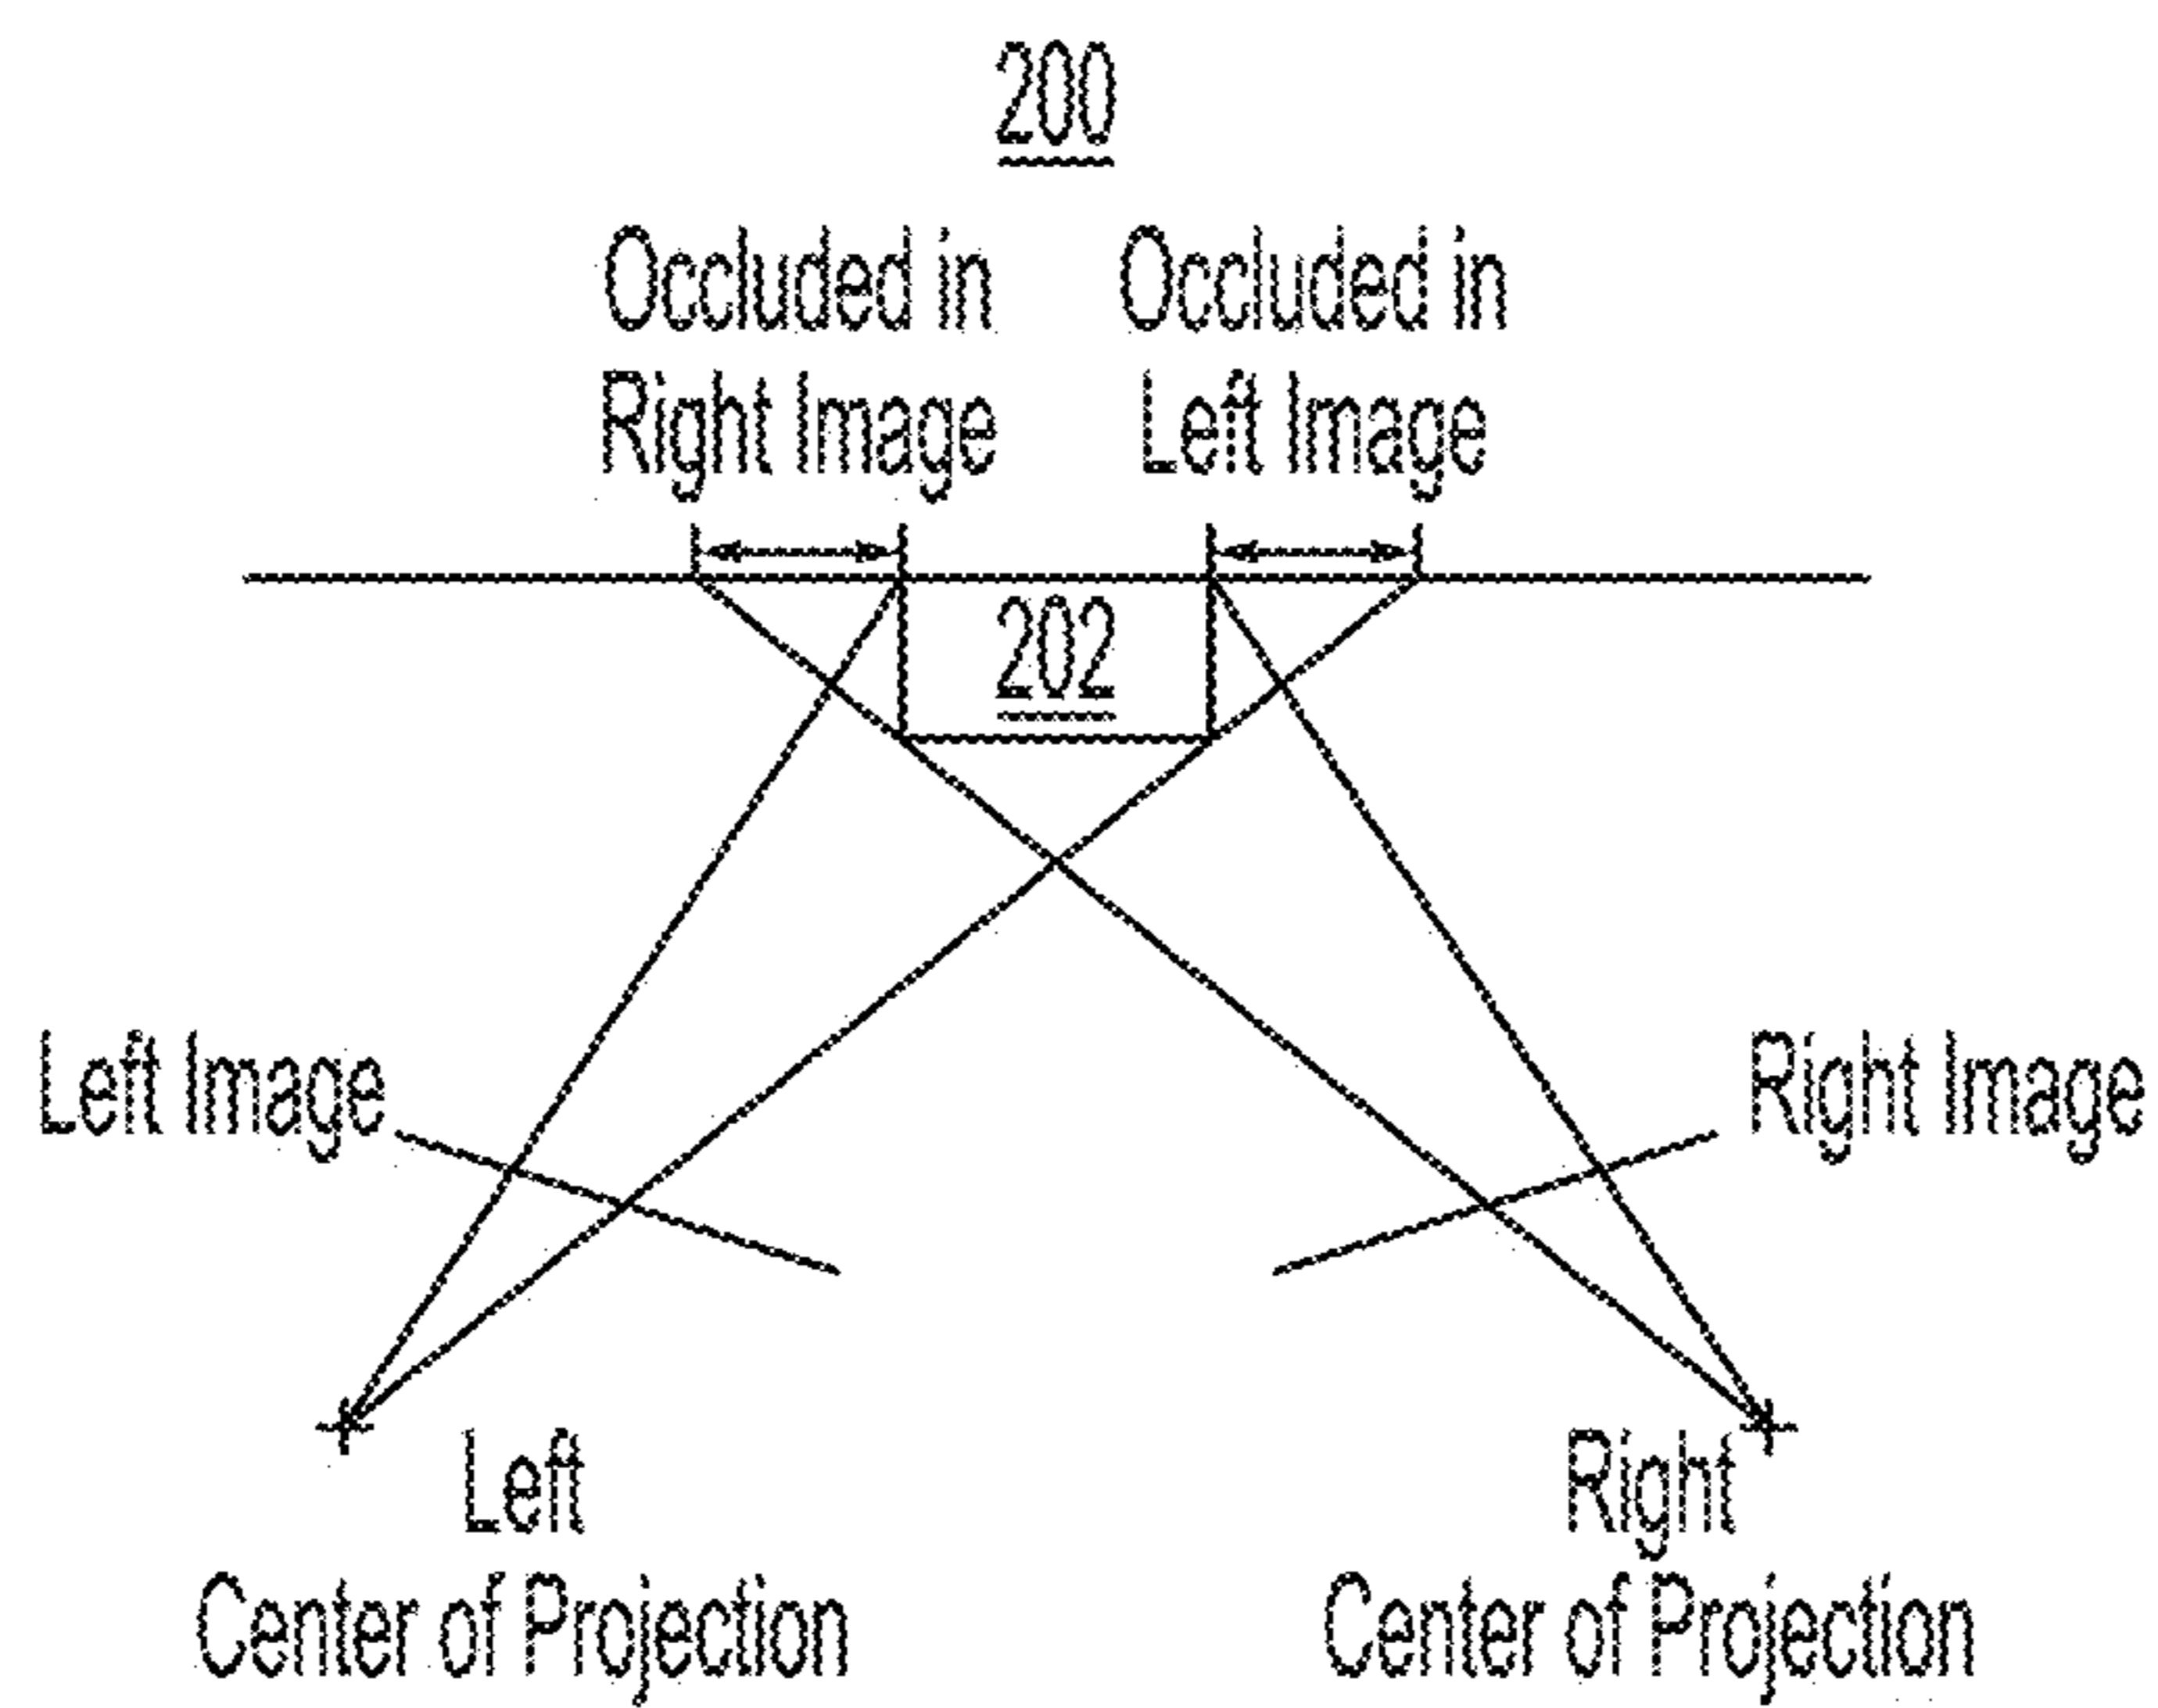 200
Occluded in
Right Image
Occluded in
Left Image
202
Left Image
Right Image
Left
Center of Projection
Right
Center of Projection